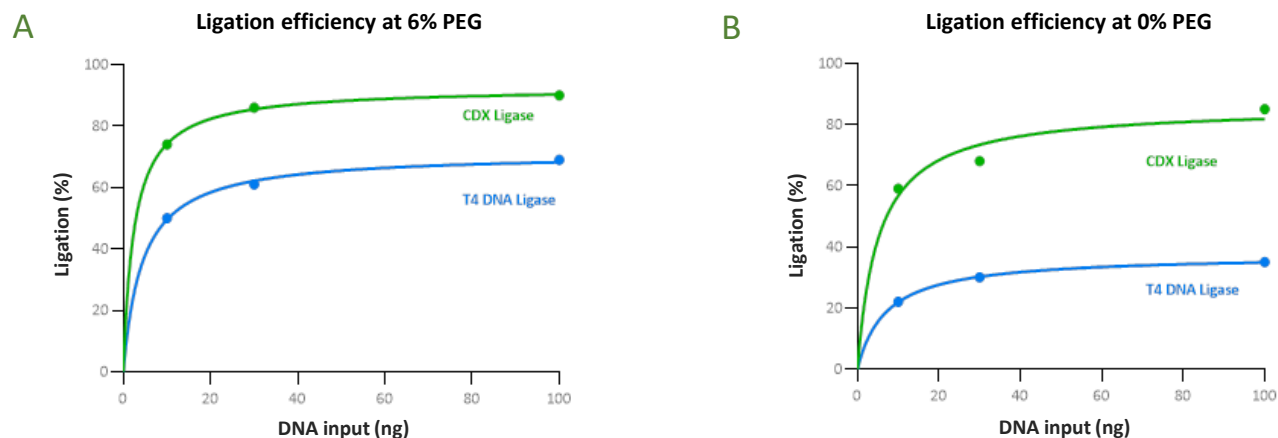 A
Ligation efficiency at 6% PEG
Ligation (%)
100
80
60
40
20
0
CDX Ligase
T4 DNA Ligase
0 20 40 60 80 100
DNA input (ng)
B
Ligation efficiency at 0% PEG
Ligation (%)
100
80
60
40
20
0
CDX Ligase
T4 DNA Ligase
0 20 40 60 80 100
DNA input (ng)